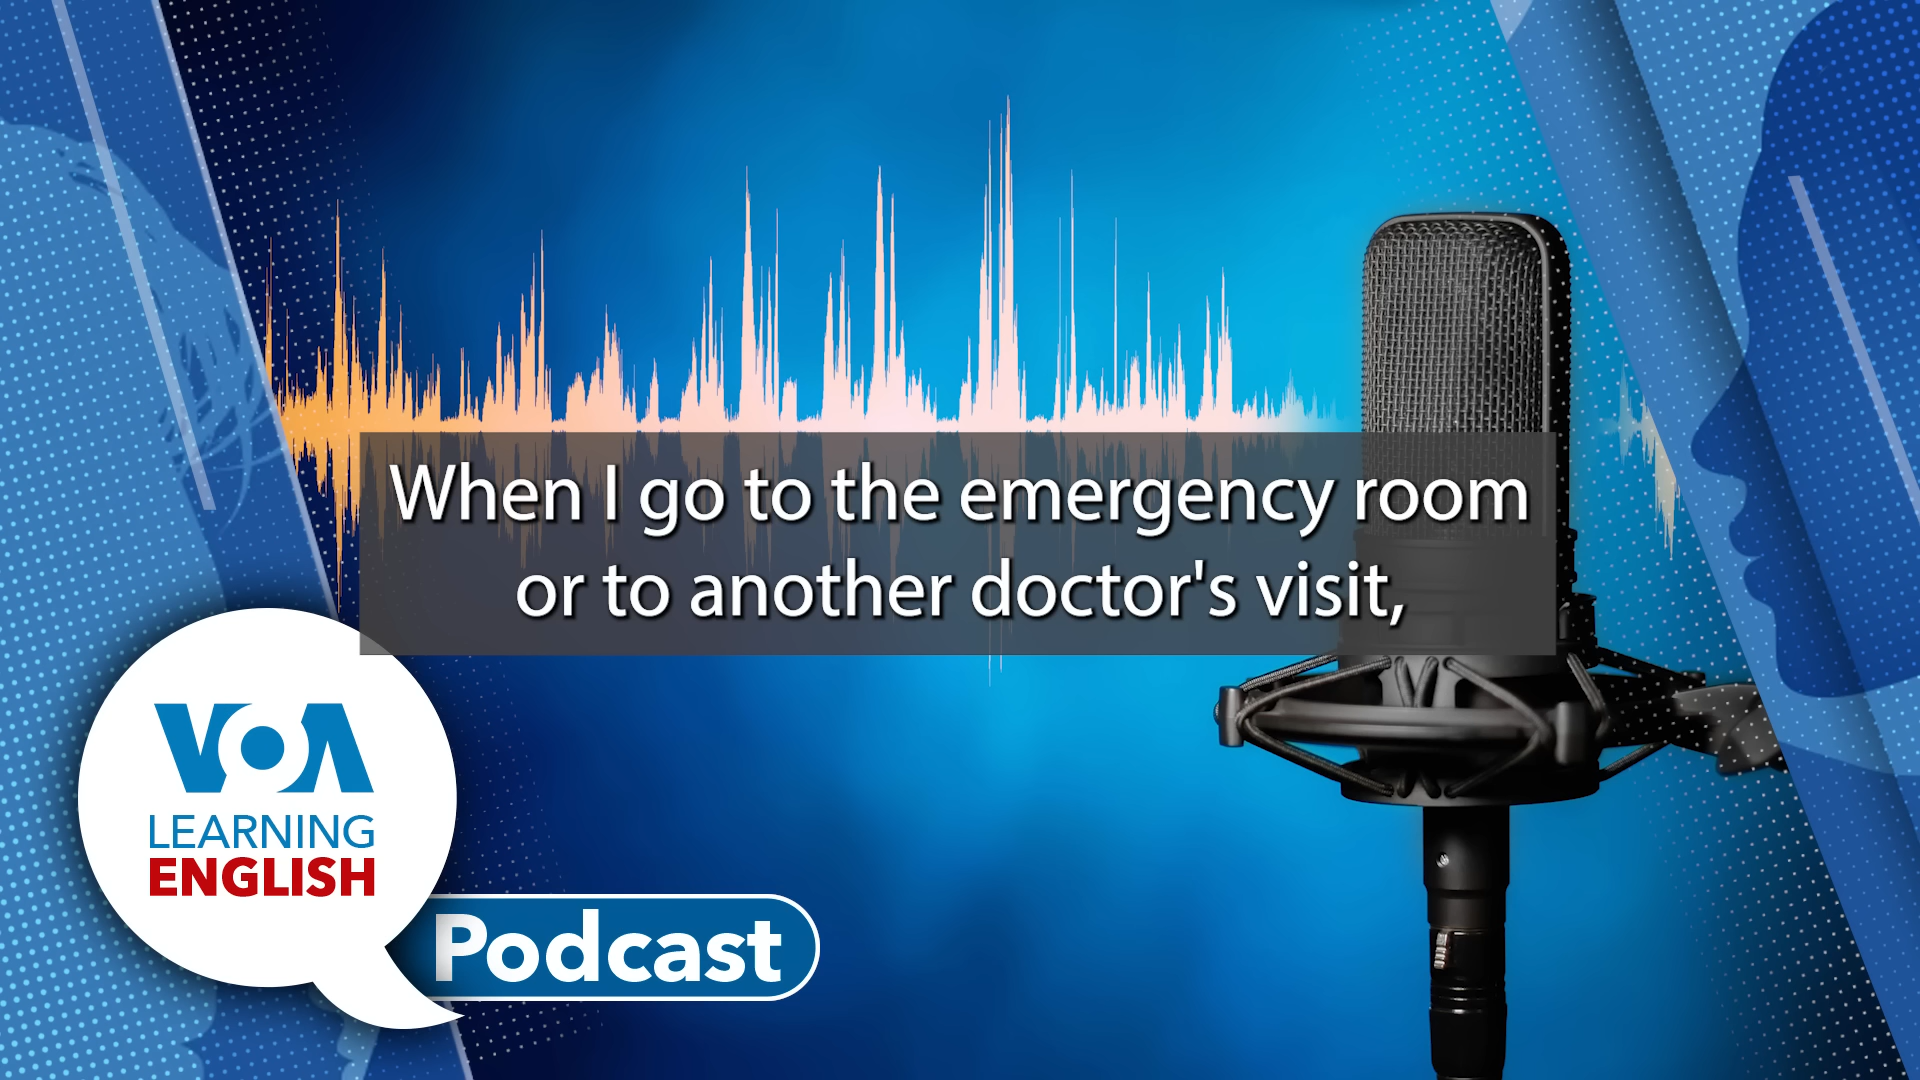 When I go to the emergency room
or to another doctor's visit,
VOA
LEARNING
ENGLISH
Podcast